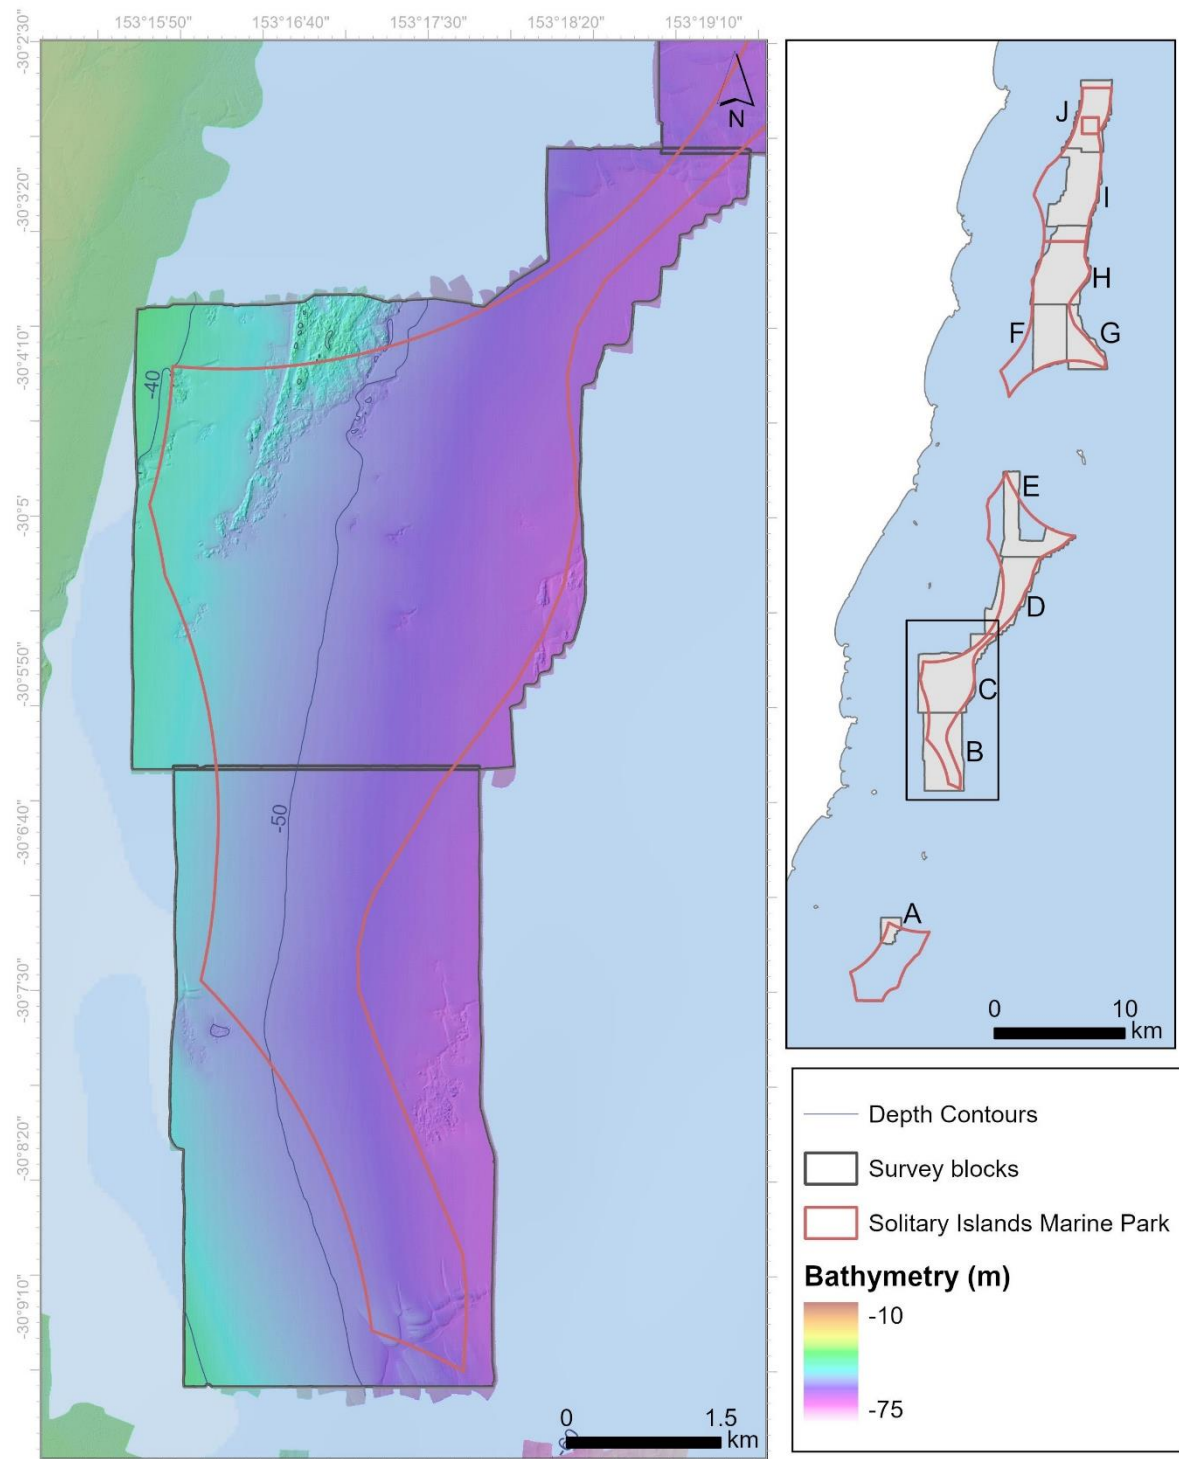 153°15'50" 153°16'40" 153°17'30" 153°18'20" 153°19'10"
-30°2'30"
-30°3'20"
-30°4'10"
-30°5'
-30°5'50"
-30°6'40"
-30°7'30"
-30°8'20"
-30°9'10"
N
-40
-50
-60
0 1.5
km
J
I
H
F G
E
D
C
B
A
0 10
km
Depth Contours
Survey blocks
Solitary Islands Marine Park
Bathymetry (m)
-10
-75